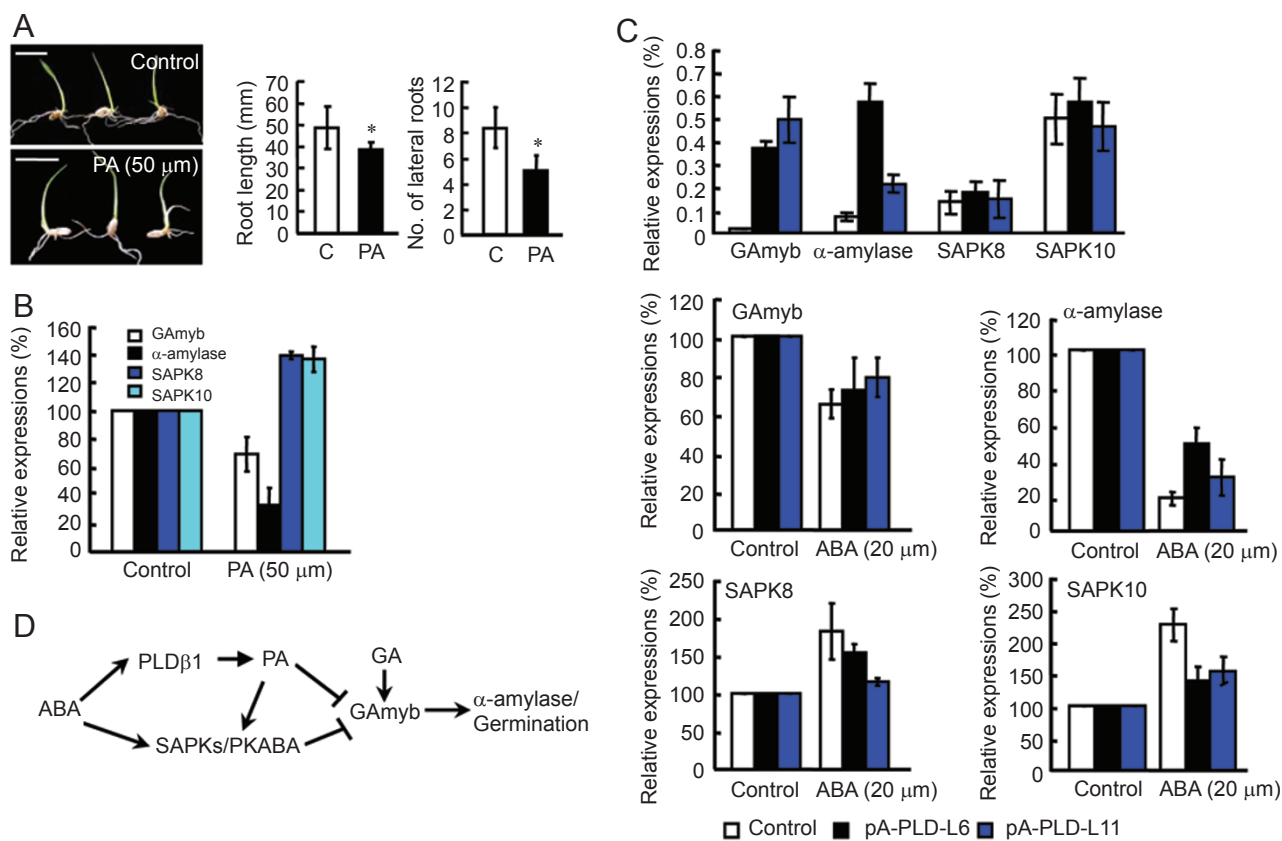 A
Control
PA (50 μm)
Root length (mm)
70
60
50
40
30
20
10
0
*
C PA
No. of lateral roots
12
10
8
6
4
2
0
*
C PA
B
Relative expressions (%)
160
140
120
100
80
60
40
20
0
GAmyb
α-amylase
SAPK8
SAPK10
Control PA (50 μm)
D
ABA
PLDβ1
PA
SAPKs/PKABA
GA
GAmyb
α-amylase/
Germination
C
Relative expressions (%)
0.8
0.7
0.6
0.5
0.4
0.3
0.2
0.1
0
GAmyb α-amylase SAPK8 SAPK10
Relative expressions (%)
120
100
80
60
40
20
0
GAmyb
Control ABA (20 μm)
Relative expressions (%)
120
100
80
60
40
20
0
α-amylase
Control ABA (20 μm)
Relative expressions (%)
250
200
150
100
50
0
SAPK8
Control ABA (20 μm)
Relative expressions (%)
300
250
200
150
100
50
0
SAPK10
Control ABA (20 μm)
Control pA-PLD-L6 pA-PLD-L11